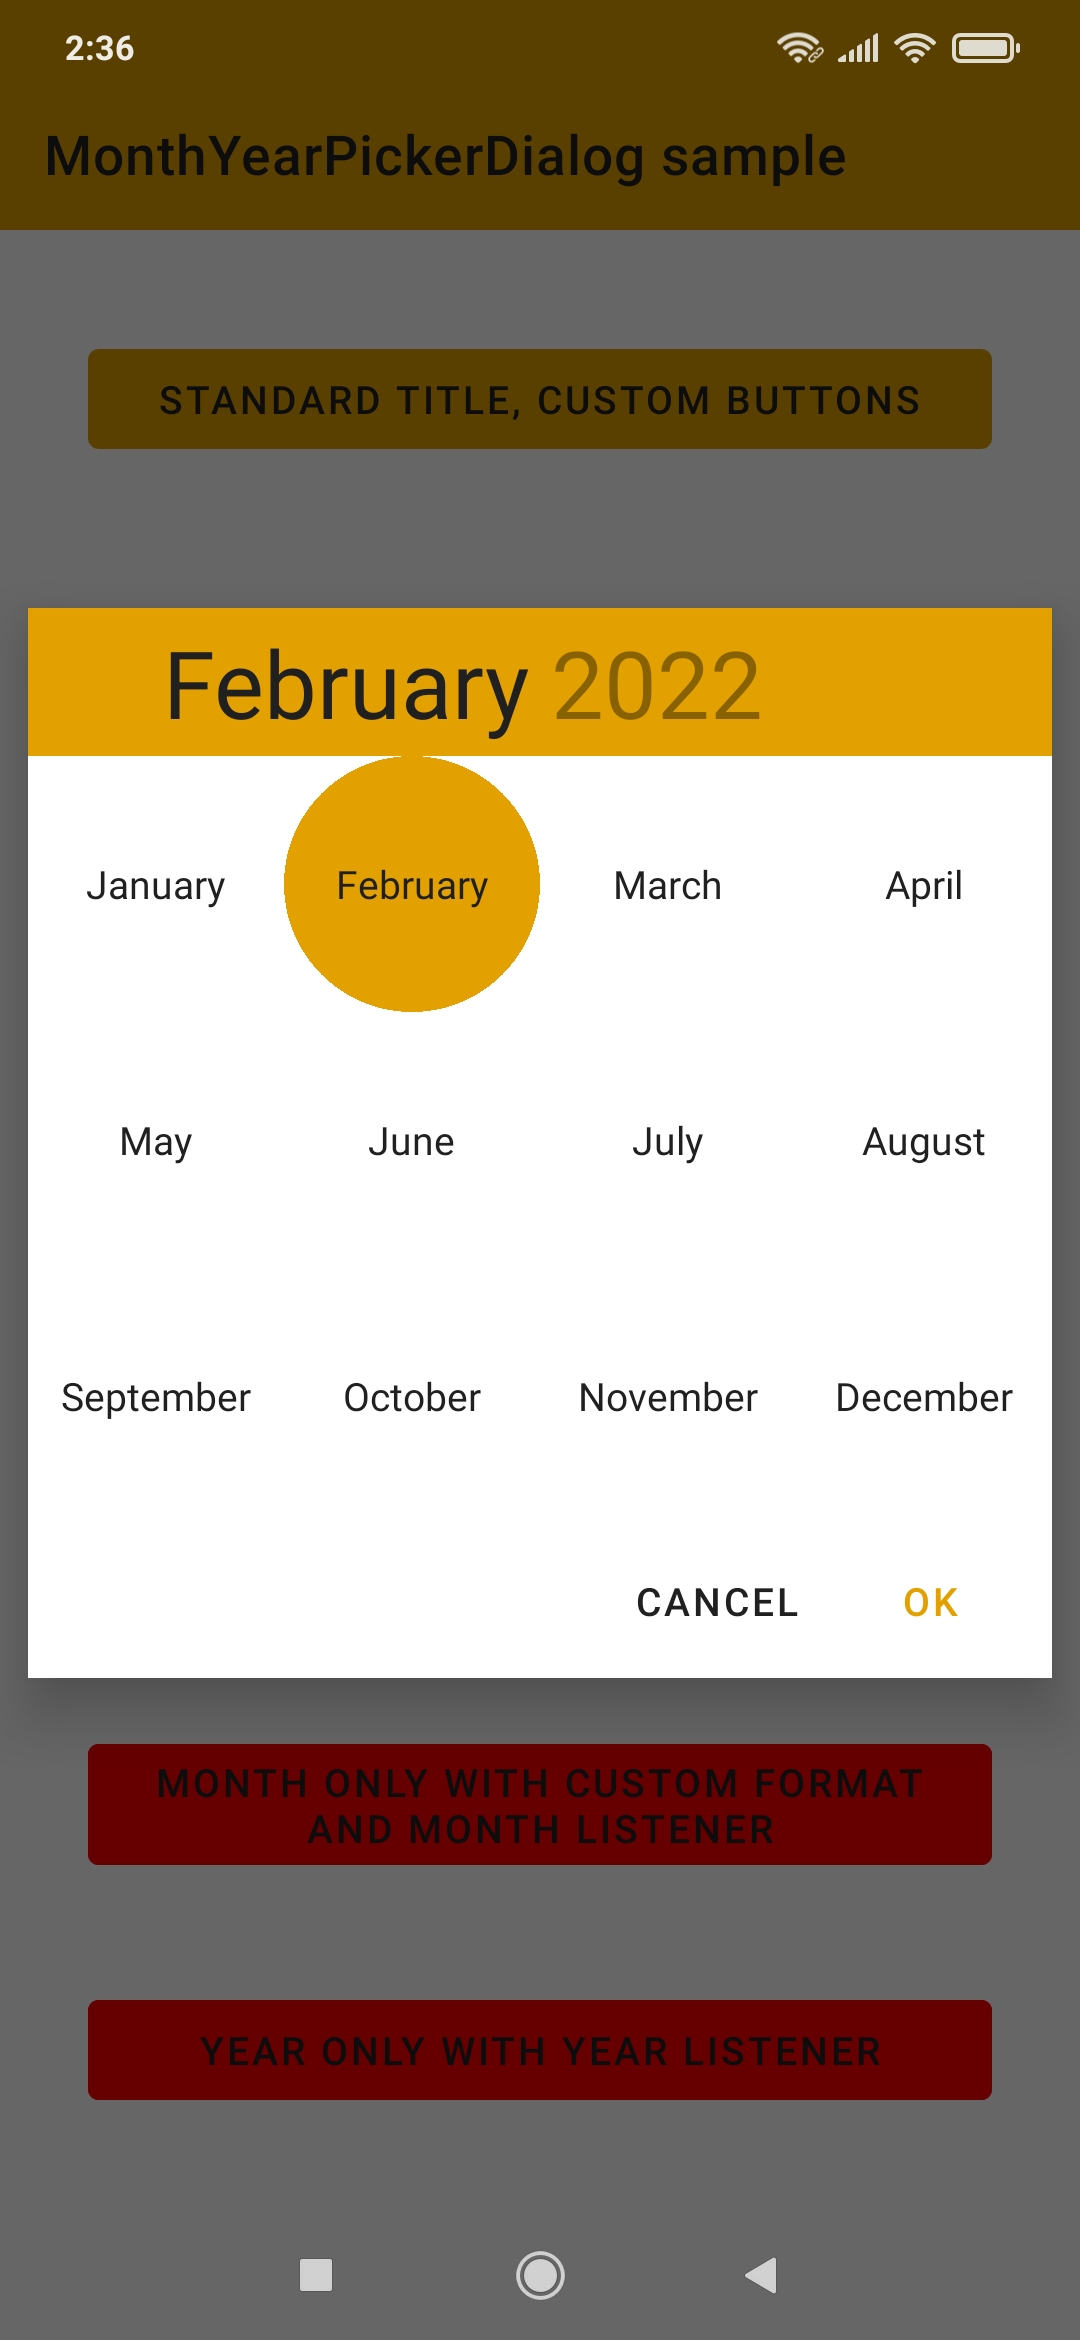 2:36
MonthYearPickerDialog sample
STANDARD TITLE, CUSTOM BUTTONS
February 2022
January February March April
May June July August
September October November December
CANCEL OK
MONTH ONLY WITH CUSTOM FORMAT
AND MONTH LISTENER
YEAR ONLY WITH YEAR LISTENER